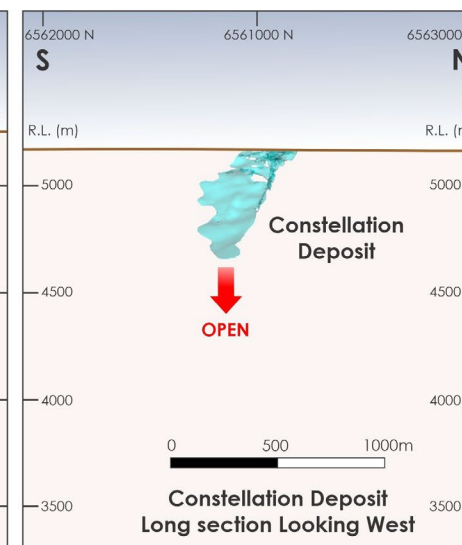 6562000 N 6561000 N 6563000
S
R.L. (m)
5000 5000
Constellation
Deposit
4500 4500
OPEN
4000 4000
0 500 1000m
3500 3500
Constellation Deposit
Long section Looking West